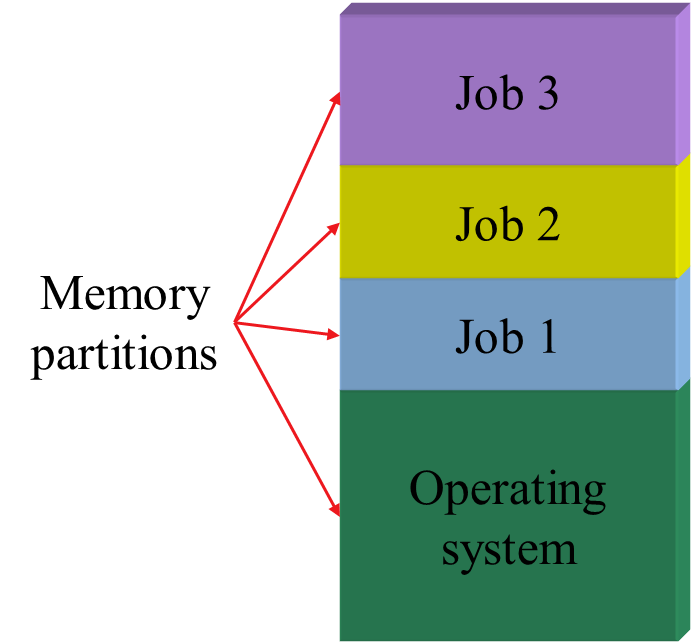 Job 3
Job 2
Memory
partitions
Job 1
Operating
system